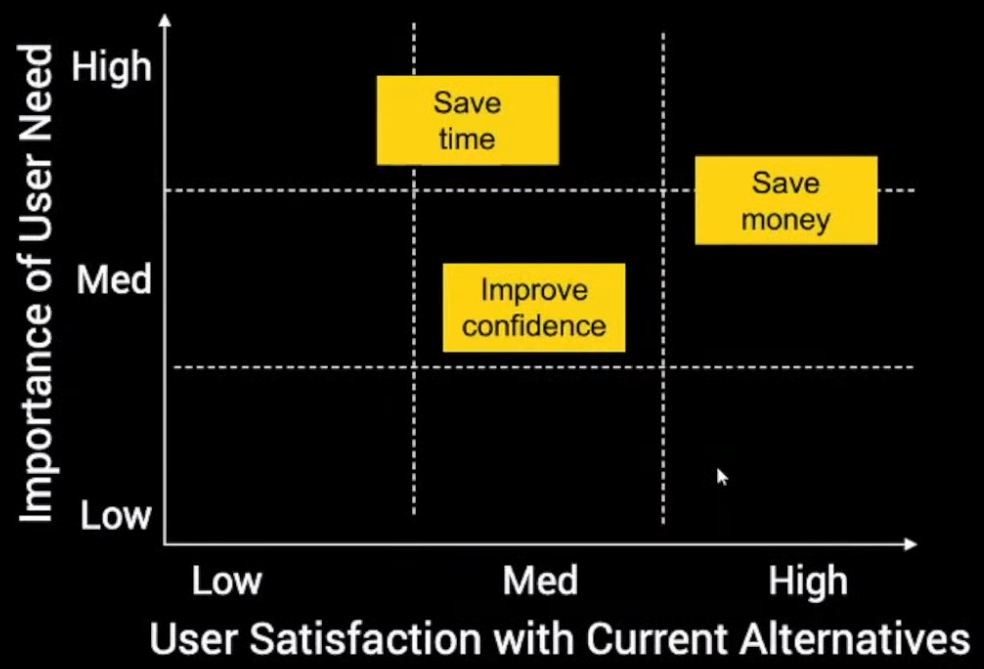 Importance of User Need
High
Med
Low
Save
time
Save
money
Improve
confidence
Low
Med
High
User Satisfaction with Current Alternatives